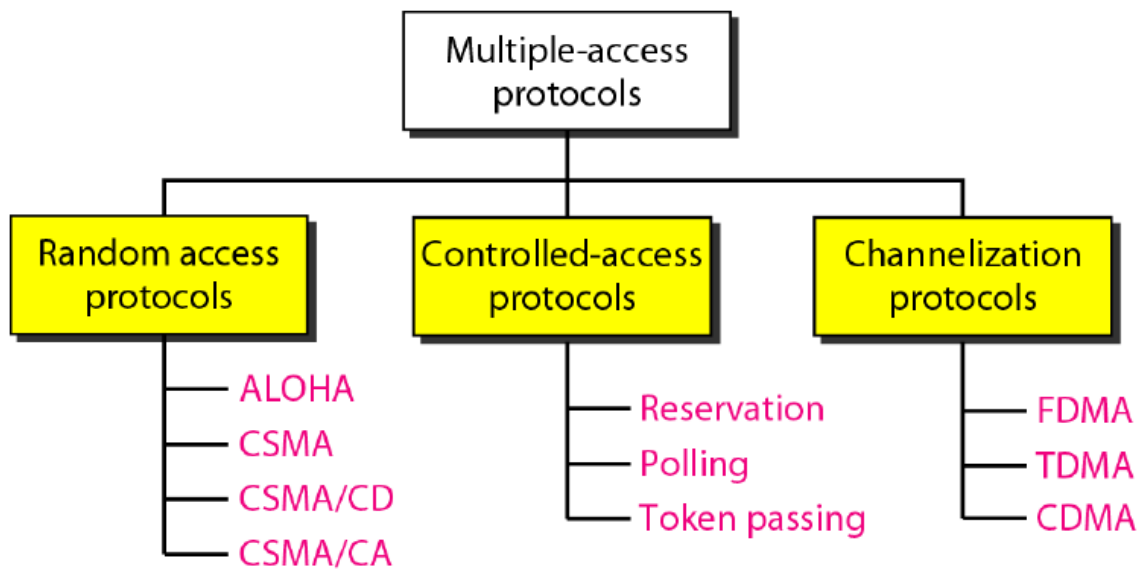 Multiple-access
protocols
Random access
protocols
Controlled-access
protocols
Channelization
protocols
ALOHA
CSMA
CSMA/CD
CSMA/CA
Reservation
Polling
Token passing
FDMA
TDMA
CDMA